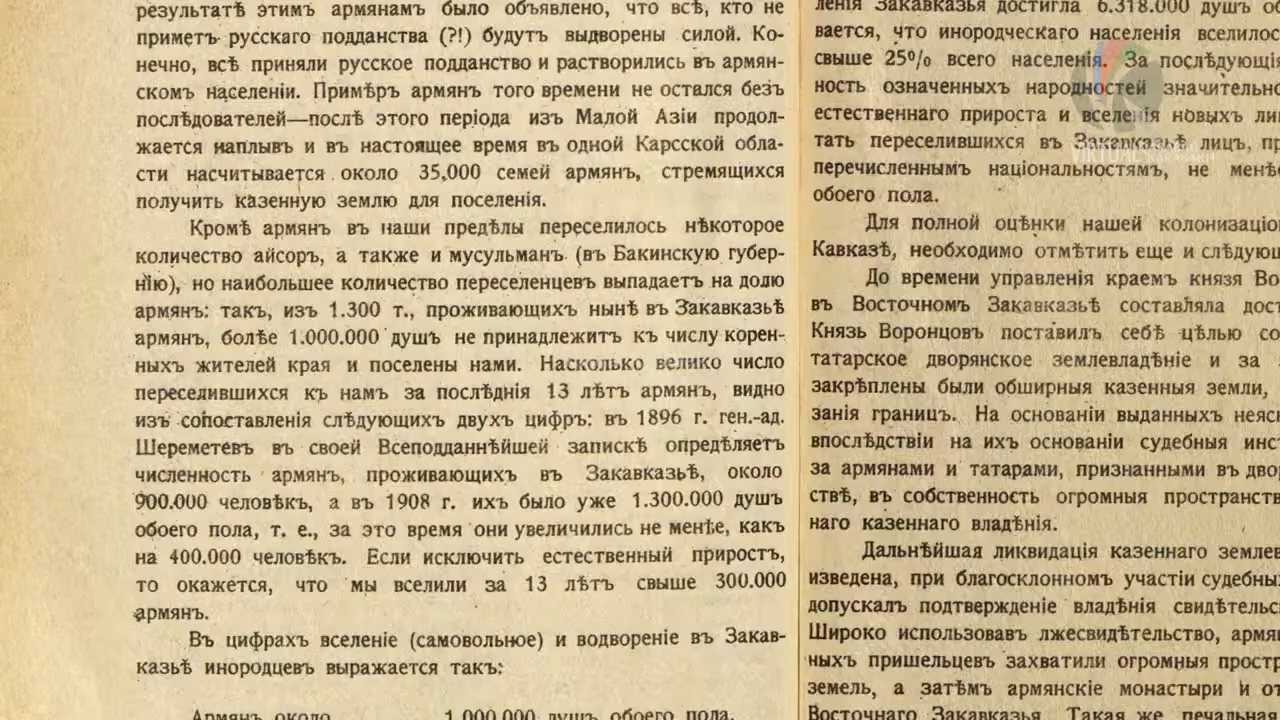 результатѣ этимъ армянамъ было объявлено, что всѣ, кто не
приметъ русскаго подданства (?!) будутъ выдворены силой. Ко-
нечно, всѣ приняли русское подданство и растворились въ армян-
скомъ населеніи. Примѣръ армянъ того времени не остался безъ
послѣдователей—послѣ этого періода изъ Малой Азіи продол-
жается наплывъ и въ настоящее время въ одной Карсской обла-
сти насчитывается около 35,000 семей армянъ, стремящихся
получить казенную землю для поселенія.
Кромѣ армянъ въ наши предѣлы переселилось нѣкоторое
количество айсоръ, а также и мусульманъ (въ Бакинскую губер-
нію), но наибольшее количество переселенцевъ выпадаетъ на долю
армянъ: такъ, изъ 1.300 т., проживающихъ нынѣ въ Закавказьѣ
армянъ, болѣе 1.000.000 душъ не принадлежитъ къ числу корен-
ныхъ жителей края и поселены нами. Насколько велико число
переселившихся къ намъ за послѣднія 13 лѣтъ армянъ, видно
изъ сопоставленія слѣдующихъ двухъ цифръ: въ 1896 г. ген.-ад.
Шереметевъ въ своей Всеподданнѣйшей запискѣ опредѣляетъ
численность армянъ, проживающихъ въ Закавказьѣ, около
900.000 человѣкъ, а въ 1908 г. ихъ было уже 1.300.000 душъ
обоего пола, т. е., за это время они увеличились не менѣе, какъ
на 400.000 человѣкъ. Если исключить естественный приростъ,
то окажется, что мы вселили за 13 лѣтъ свыше 300.000
армянъ.
Въ цифрахъ вселеніе (самовольное) и водвореніе въ Закав-
казьѣ инородцевъ выражается такъ:
Армянъ около 1.000.000 душъ обоего пола.
ленія Закавказья достигла 6.318.000 душъ об
вается, что инородческаго населенія вселилос
свыше 25% всего населенія. За послѣдующія
ность означенныхъ народностей значительно
естественнаго прироста и вселенія новыхъ ли
тать переселившихся въ Закавказьѣ лицъ, пр
перечисленнымъ національностямъ, не менѣе
обоего пола.
Для полной оцѣнки нашей колонизаціо
Кавказѣ, необходимо отмѣтить еще и слѣдующ
До времени управленія краемъ князя Во
въ Восточномъ Закавказьѣ составляла дост
Князь Воронцовъ поставилъ себѣ цѣлью со
татарское дворянское землевладѣніе и за
закрѣплены были обширныя казенныя земли,
занія границъ. На основаніи выданныхъ неяс
впослѣдствіи на ихъ основаніи судебныя инс
за армянами и татарами, признанными въ двор
ствѣ, въ собственность огромныя пространств
наго казеннаго владѣнія.
Дальнѣйшая ликвидація казеннаго землев
изведена, при благосклонномъ участіи судебны
допускалъ подтвержденіе владѣнія свидѣтельс
Широко использовавъ лжесвидѣтельство, армян
ныхъ пришельцевъ захватили огромныя простр
земель, а затѣмъ армянскіе монастыри и от
Восточнаго Закавказья. Такая же печальная